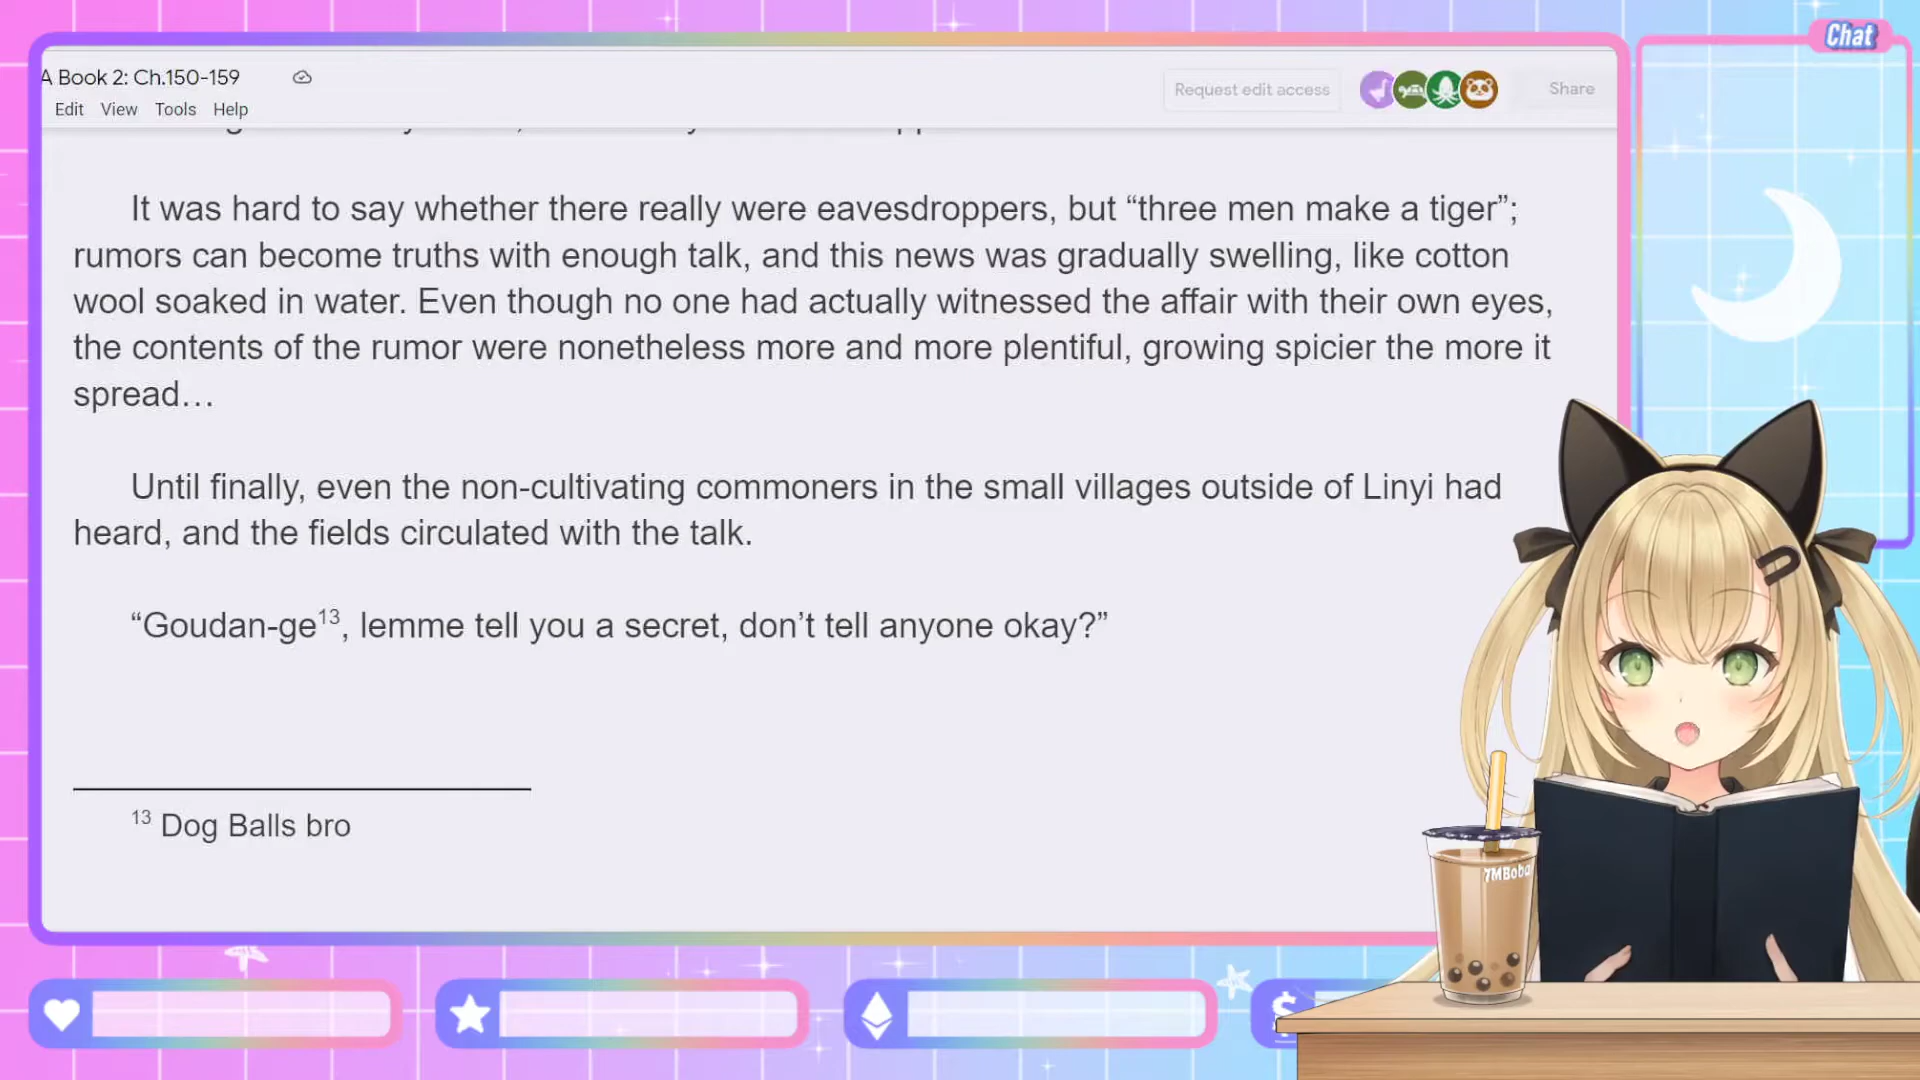 Chat
A Book 2: Ch.150-159
Request edit access
Share
Edit View Tools Help
It was hard to say whether there really were eavesdroppers, but “three men make a tiger”;
rumors can become truths with enough talk, and this news was gradually swelling, like cotton
wool soaked in water. Even though no one had actually witnessed the affair with their own eyes,
the contents of the rumor were nonetheless more and more plentiful, growing spicier the more it
spread…
Until finally, even the non-cultivating commoners in the small villages outside of Linyi had
heard, and the fields circulated with the talk.
“Goudan-ge13, lemme tell you a secret, don’t tell anyone okay?”
13 Dog Balls bro
7MBoba